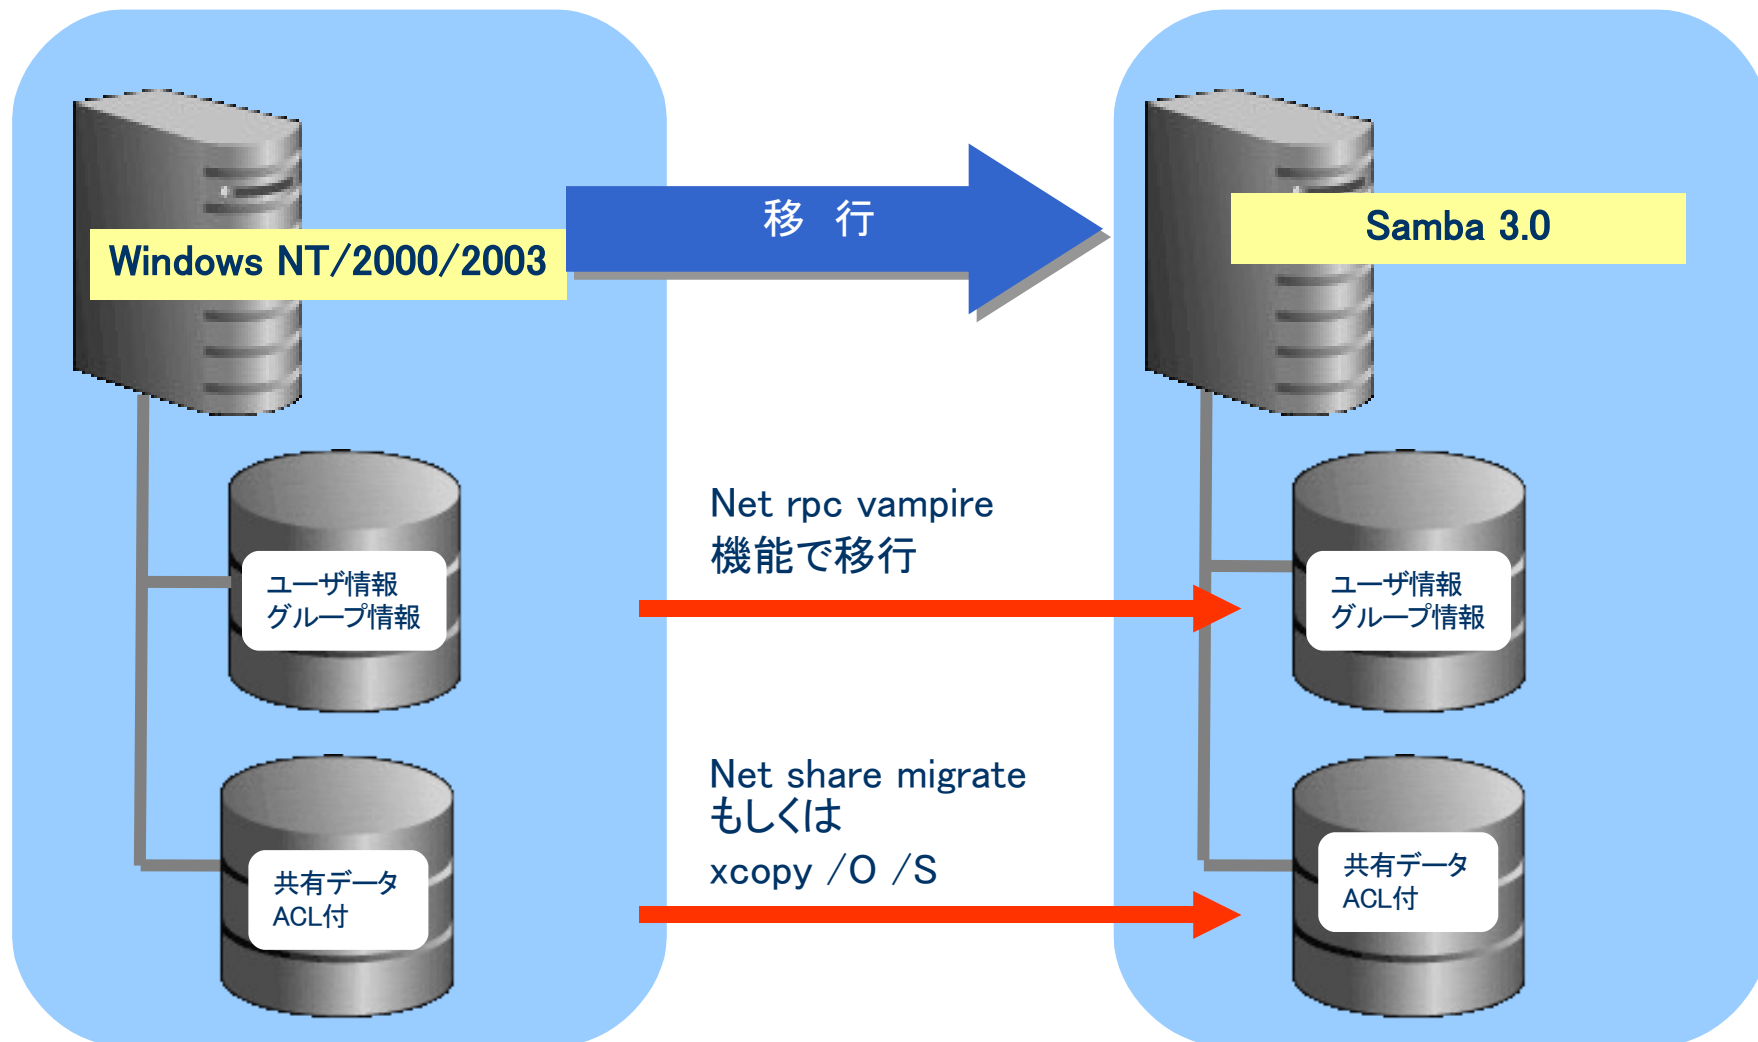 Windows NT/2000/2003
移 行
Samba 3.0
Net rpc vampire
機能で移行
ユーザ情報
グループ情報
ユーザ情報
グループ情報
Net share migrate
もしくは
xcopy /O /S
共有データ
ACL付
共有データ
ACL付